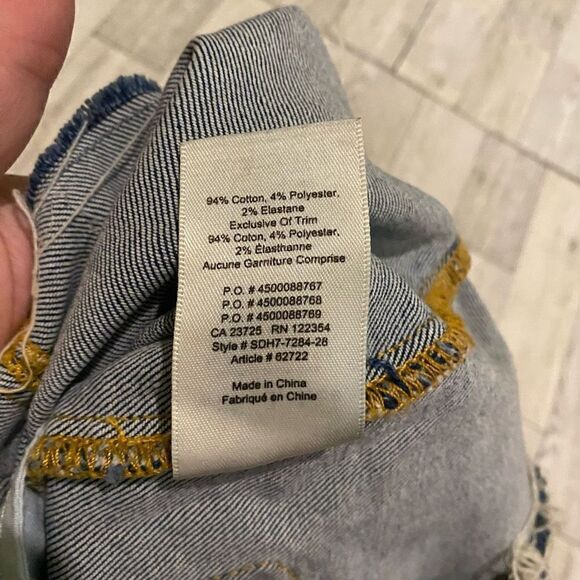 94% Cotton, 4% Polyester,
2% Elastane
Exclusive Of Trim
94% Coton, 4% Polyester,
2% Élasthanne
Aucune Garniture Comprise
P.O. # 4500088767
P.O. # 4500088768
P.O. # 4500088769
CA 23725 RN 122354
Style # SDH7-7284-28
Article # 62722
Made in China
Fabriqué en Chine